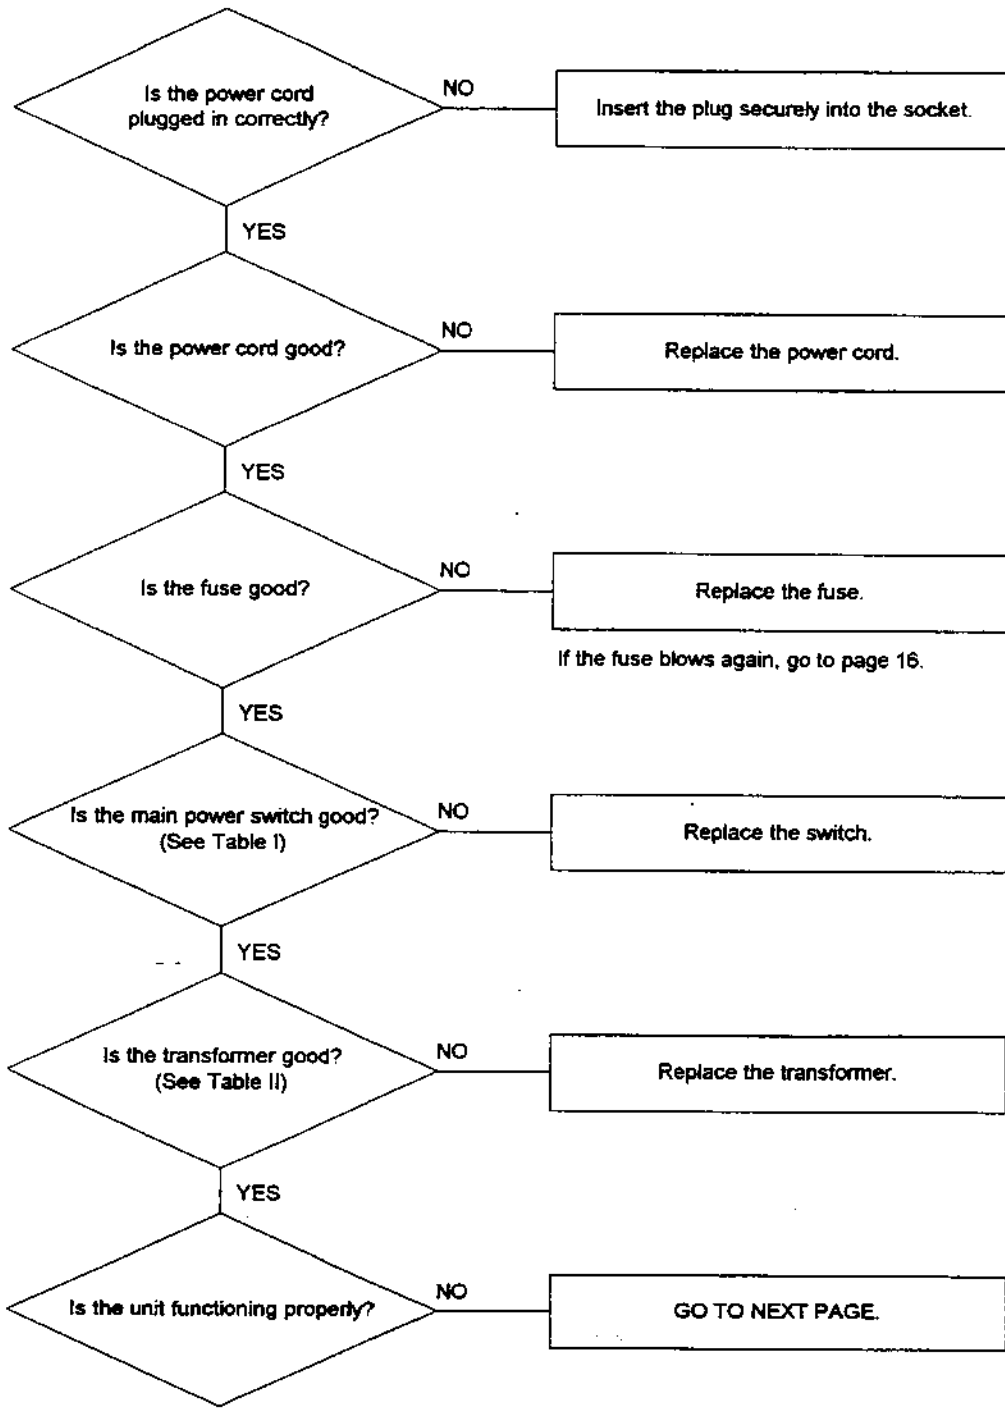 Is the power cord
plugged in correctly?
NO
Insert the plug securely into the socket.
YES
Is the power cord good?
NO
Replace the power cord.
YES
Is the fuse good?
NO
Replace the fuse.
If the fuse blows again, go to page 16.
YES
Is the main power switch good?
(See Table I)
NO
Replace the switch.
YES
Is the transformer good?
(See Table II)
NO
Replace the transformer.
YES
Is the unit functioning properly?
NO
GO TO NEXT PAGE.